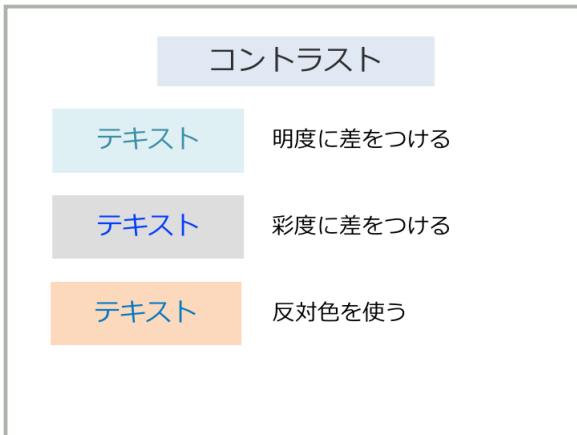 コントラスト
テキスト 明度に差をつける
テキスト 彩度に差をつける
テキスト 反対色を使う